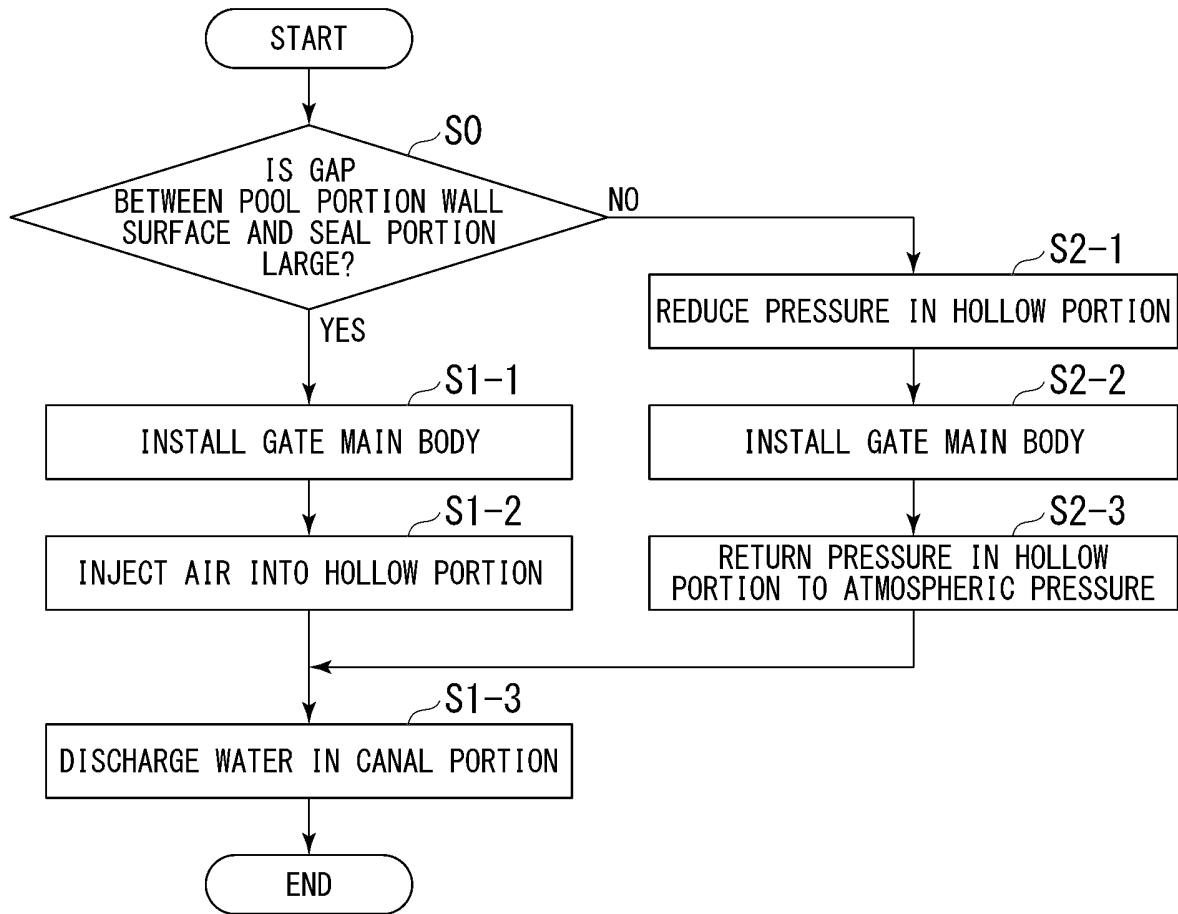 START
S0
IS GAP
BETWEEN POOL PORTION WALL
SURFACE AND SEAL PORTION
LARGE?
NO
YES
S2-1
REDUCE PRESSURE IN HOLLOW PORTION
S1-1
INSTALL GATE MAIN BODY
S2-2
INSTALL GATE MAIN BODY
S1-2
INJECT AIR INTO HOLLOW PORTION
S2-3
RETURN PRESSURE IN HOLLOW
PORTION TO ATMOSPHERIC PRESSURE
S1-3
DISCHARGE WATER IN CANAL PORTION
END